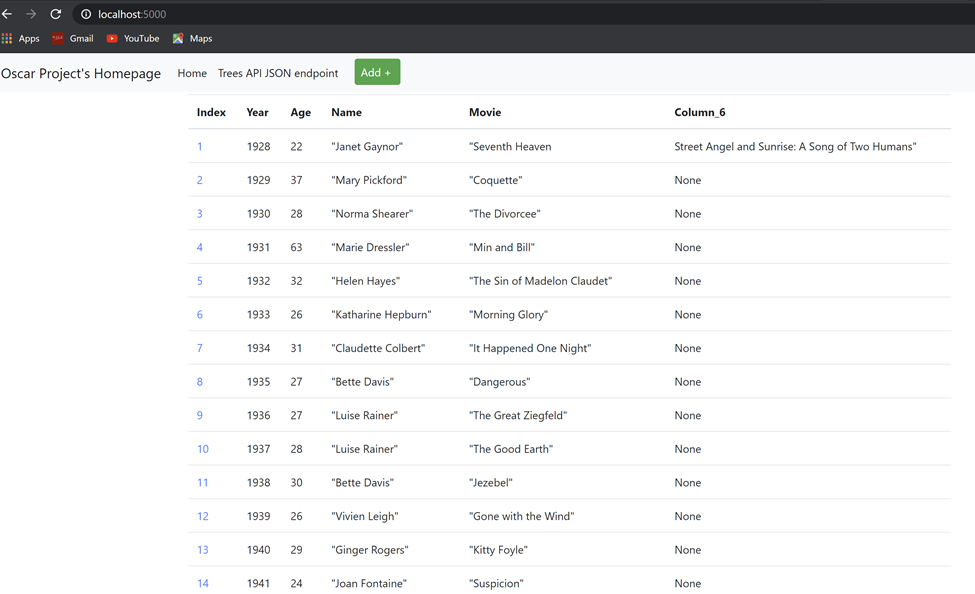 localhost:5000
Apps Gmail YouTube Maps
Oscar Project's Homepage Home Trees API JSON endpoint Add +
Index Year Age Name Movie Column_6
1 1928 22 "Janet Gaynor" "Seventh Heaven Street Angel and Sunrise: A Song of Two Humans"
2 1929 37 "Mary Pickford" "Coquette" None
3 1930 28 "Norma Shearer" "The Divorcee" None
4 1931 63 "Marie Dressler" "Min and Bill" None
5 1932 32 "Helen Hayes" "The Sin of Madelon Claudet" None
6 1933 26 "Katharine Hepburn" "Morning Glory" None
7 1934 31 "Claudette Colbert" "It Happened One Night" None
8 1935 27 "Bette Davis" "Dangerous" None
9 1936 27 "Luise Rainer" "The Great Ziegfeld" None
10 1937 28 "Luise Rainer" "The Good Earth" None
11 1938 30 "Bette Davis" "Jezebel" None
12 1939 26 "Vivien Leigh" "Gone with the Wind" None
13 1940 29 "Ginger Rogers" "Kitty Foyle" None
14 1941 24 "Joan Fontaine" "Suspicion" None